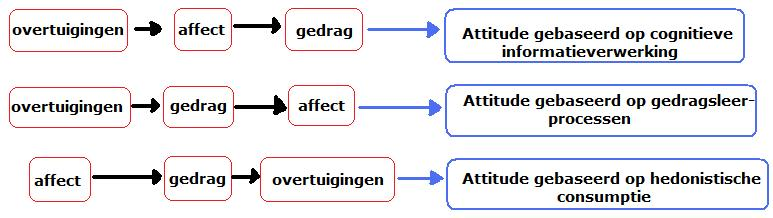 overtuigingen affect gedrag Attitude gebaseerd op cognitieve
informatieverwerking
overtuigingen gedrag affect Attitude gebaseerd op gedragsleer-
processen
affect gedrag overtuigingen Attitude gebaseerd op hedonistische
consumptie